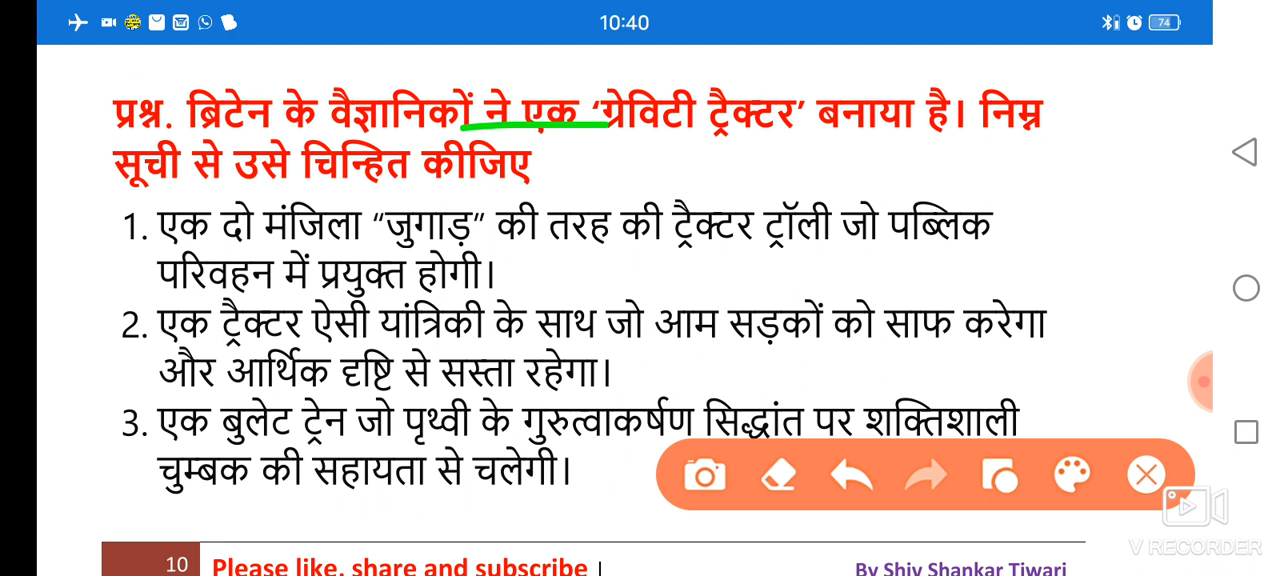 10:40
74
प्रश्न. ब्रिटेन के वैज्ञानिकों ने एक ‘ग्रेविटी ट्रैक्टर’ बनाया है। निम्न
सूची से उसे चिन्हित कीजिए
1. एक दो मंजिला “जुगाड़” की तरह की ट्रैक्टर ट्रॉली जो पब्लिक
परिवहन में प्रयुक्त होगी।
2. एक ट्रैक्टर ऐसी यांत्रिकी के साथ जो आम सड़कों को साफ करेगा
और आर्थिक दृष्टि से सस्ता रहेगा।
3. एक बुलेट ट्रेन जो पृथ्वी के गुरुत्वाकर्षण सिद्धांत पर शक्तिशाली
चुम्बक की सहायता से चलेगी।
V RECORDER
10 Please like, share and subscribe | By Shiv Shankar Tiwari